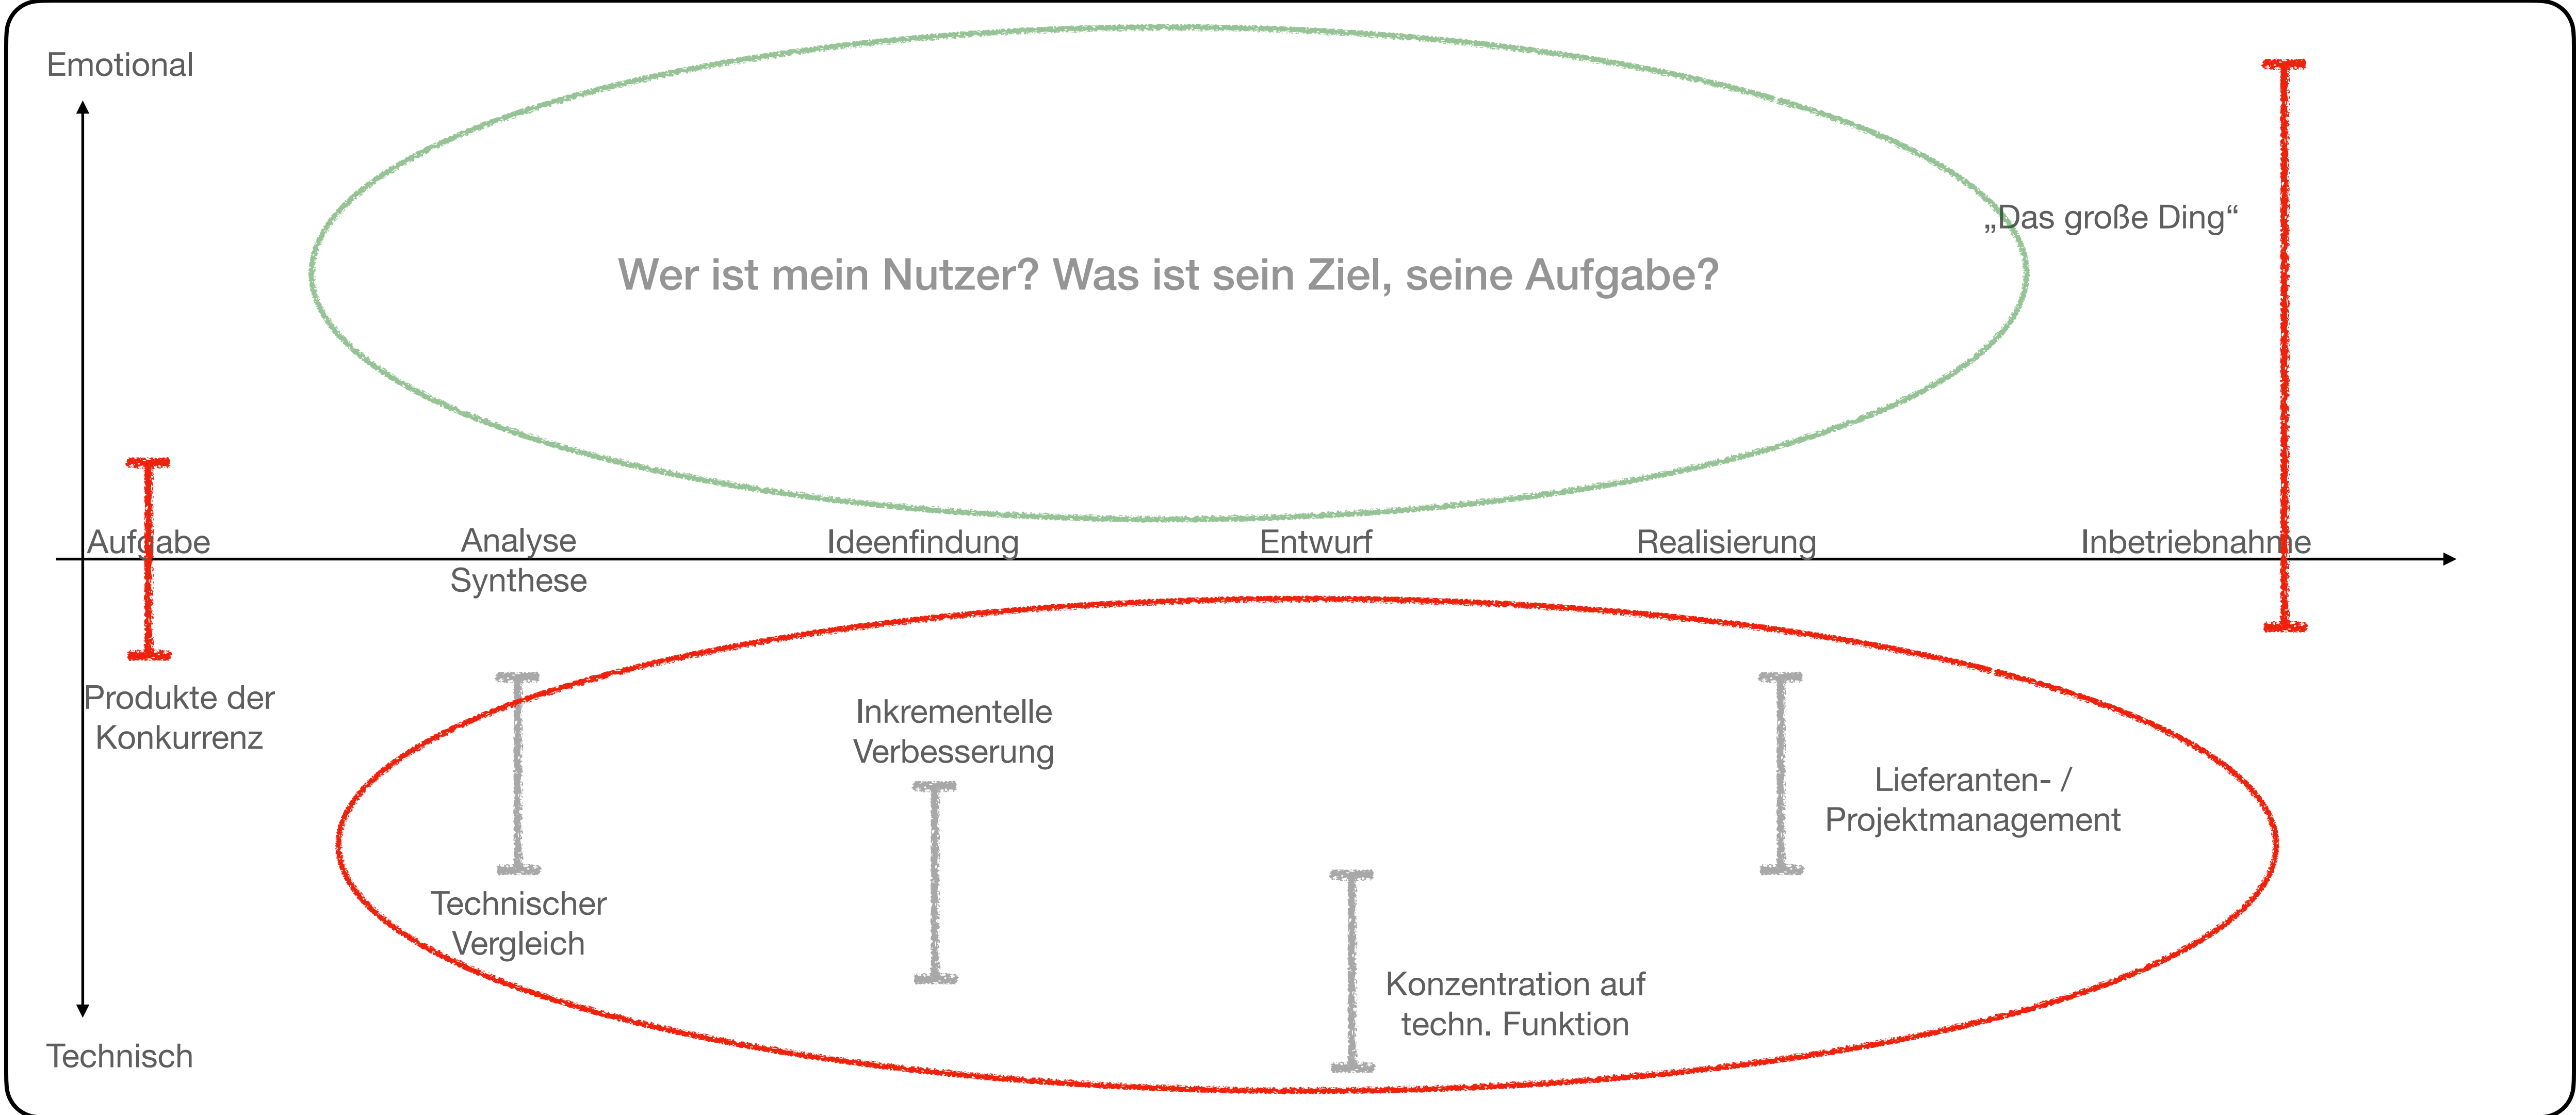 Emotional
„Das große Ding“
Wer ist mein Nutzer? Was ist sein Ziel, seine Aufgabe?
Aufgabe
Analyse
Synthese
Ideenfindung
Entwurf
Realisierung
Inbetriebnahme
Produkte der
Konkurrenz
Technischer
Vergleich
Inkrementelle
Verbesserung
Konzentration auf
techn. Funktion
Lieferanten- /
Projektmanagement
Technisch